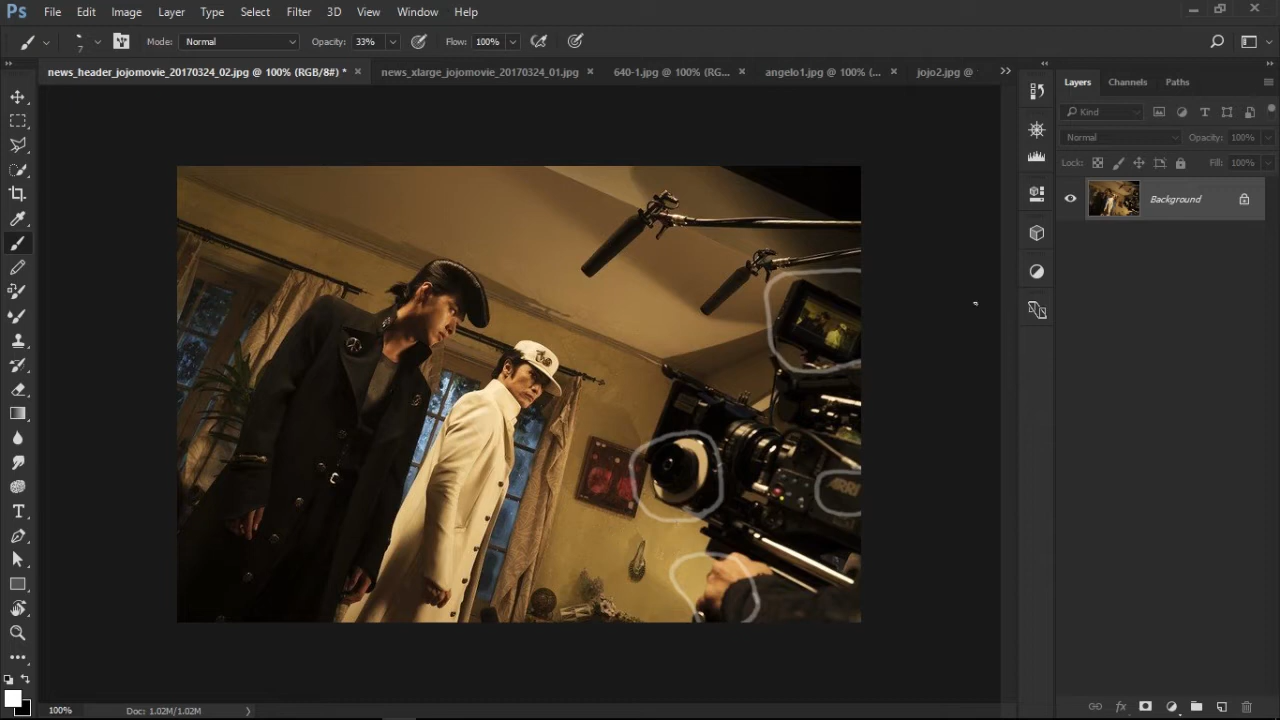 Ps File Edit Image Layer Type Select Filter 3D View Window Help
7 Mode: Normal Opacity: 33% Flow: 100%
news_header_jojomovie_20170324_02.jpg @ 100% (RGB/8#) * × news_xlarge_jojomovie_20170324_01.jpg × 640-1.jpg @ 100% (RG... × angelo1.jpg @ 100% (... × jojo2.jpg @ »
Layers Channels Paths
Kind
Normal Opacity: 100%
Lock: Fill: 100%
Background
ARRI
100% Doc: 1.02M/1.02M